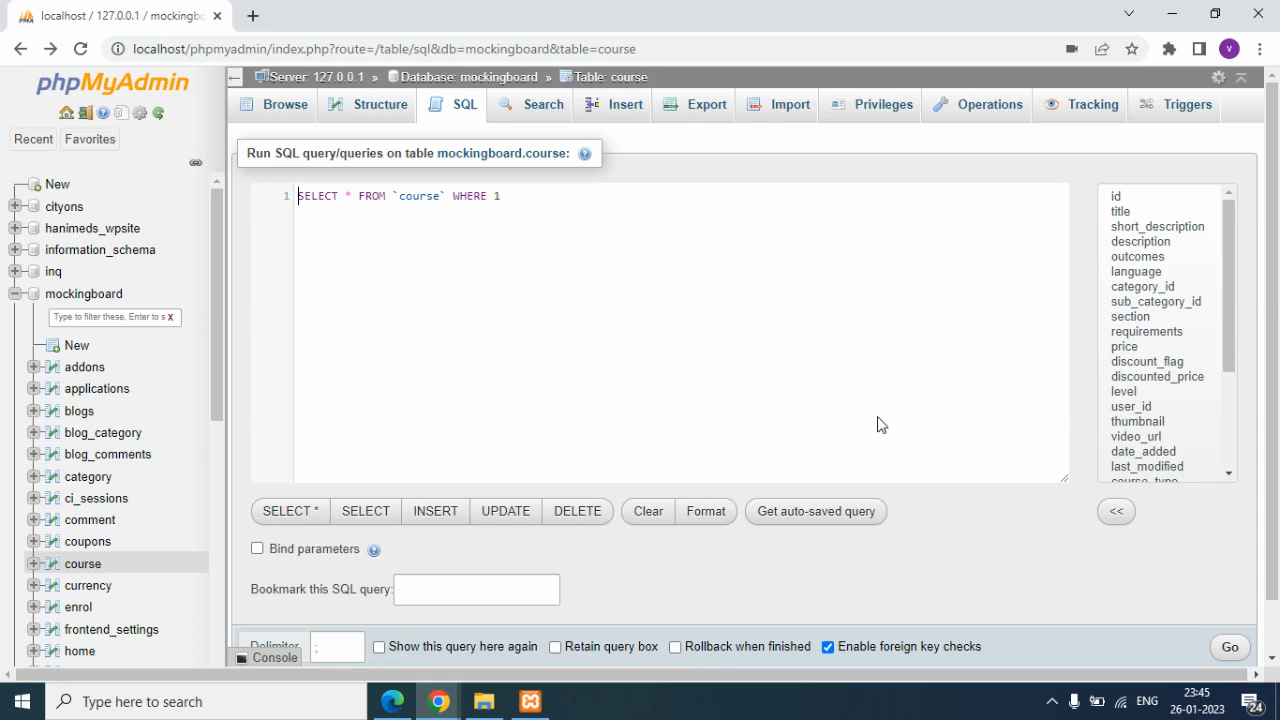 localhost / 127.0.0.1 / mockingbo
localhost/phpmyadmin/index.php?route=/table/sql&db=mockingboard&table=course
V
phpMyAdmin
Recent
Favorites
New
cityons
hanimeds_wpsite
information_schema
inq
mockingboard
Type to filter these, Enter to s X
New
addons
applications
blogs
blog_category
blog_comments
category
ci_sessions
comment
coupons
course
currency
enrol
frontend_settings
home
Server: 127.0.0.1 » Database: mockingboard » Table: course
Browse
Structure
SQL
Search
Insert
Export
Import
Privileges
Operations
Tracking
Triggers
Run SQL query/queries on table mockingboard.course:
1 SELECT * FROM `course` WHERE 1
id
title
short_description
description
outcomes
language
category_id
sub_category_id
section
requirements
price
discount_flag
discounted_price
level
user_id
thumbnail
video_url
date_added
last_modified
course_type
SELECT *
SELECT
INSERT
UPDATE
DELETE
Clear
Format
Get auto-saved query
<<
Bind parameters
Bookmark this SQL query:
Delimiter ;
Show this query here again
Retain query box
Rollback when finished
Enable foreign key checks
Go
Console
Type here to search
ENG
23:45
26-01-2023
24